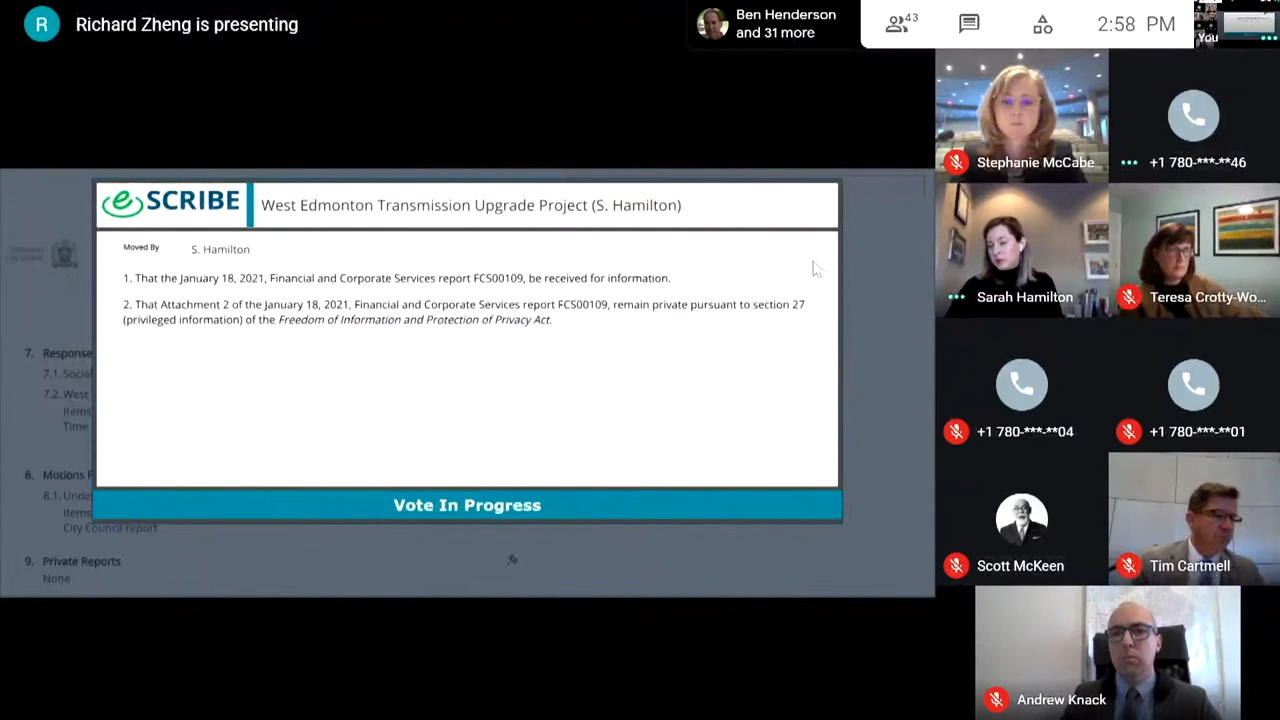 R
Richard Zheng is presenting
Ben Henderson
and 31 more
43
2:58 PM
You
eSCRIBE
West Edmonton Transmission Upgrade Project (S. Hamilton)
Moved By S. Hamilton
1. That the January 18, 2021, Financial and Corporate Services report FCS00109, be received for information.
2. That Attachment 2 of the January 18, 2021, Financial and Corporate Services report FCS00109, remain private pursuant to section 27
(privileged information) of the Freedom of Information and Protection of Privacy Act.
Vote In Progress
7. Response
7.1. Social
7.2. West
Items
Time
8. Motions
8.1. Unde
Items
City Council report
9. Private Reports
None
Stephanie McCabe
+1 780-***-**46
Sarah Hamilton
Teresa Crotty-Wo...
+1 780-***-**04
+1 780-***-**01
Scott McKeen
Tim Cartmell
Andrew Knack